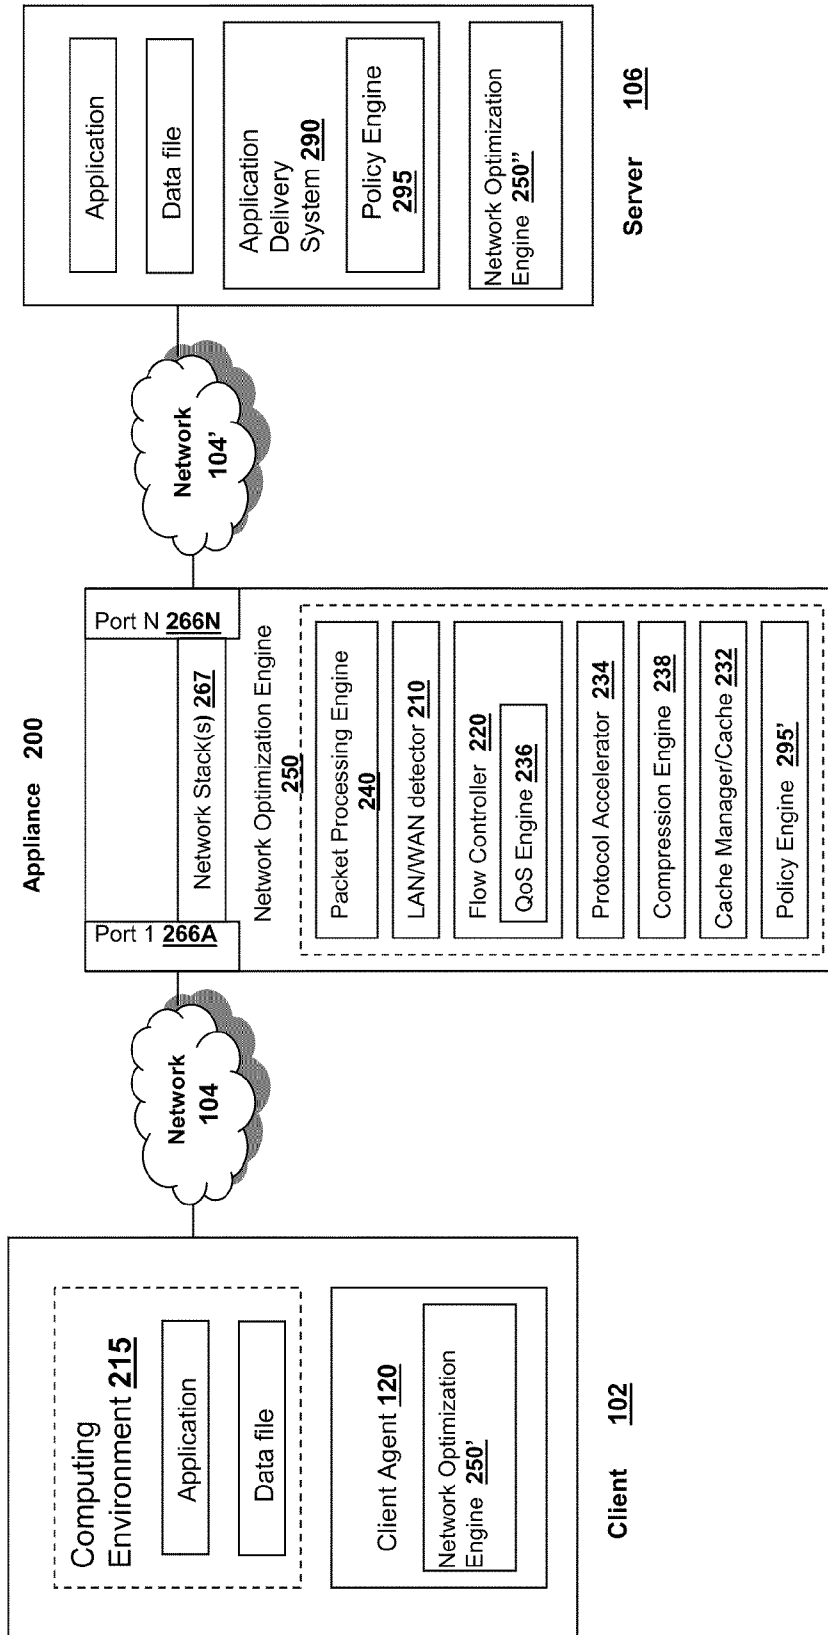 Appliance 200
Computing
Environment 215
Application
Data file
Client Agent 120
Network Optimization
Engine 250'
Client 102
Network
104
Port 1 266A
Port N 266N
Network Stack(s) 267
Network Optimization Engine
250
Packet Processing Engine
240
LAN/WAN detector 210
Flow Controller 220
QoS Engine 236
Protocol Accelerator 234
Compression Engine 238
Cache Manager/Cache 232
Policy Engine 295'
Network
104'
Application
Data file
Application
Delivery
System 290
Policy Engine
295
Network Optimization
Engine 250"
Server 106